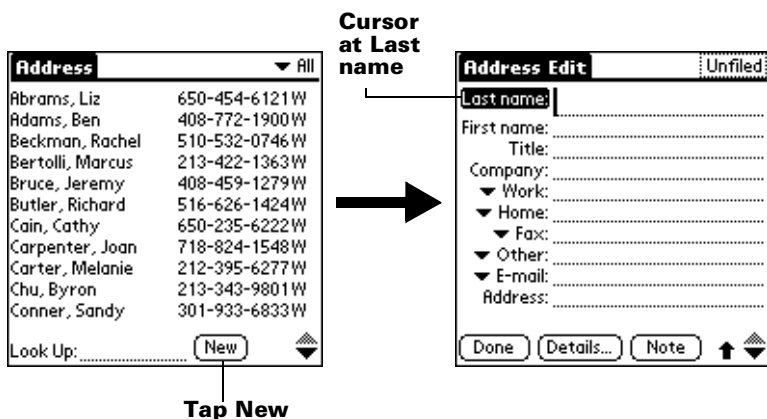 Cursor
at Last
name
Address ▼ All
Abrams, Liz 650-454-6121W
Adams, Ben 408-772-1900W
Beckman, Rachel 510-532-0746W
Bertolli, Marcus 213-422-1363W
Bruce, Jeremy 408-459-1279W
Butler, Richard 516-626-1424W
Cain, Cathy 650-235-6222W
Carpenter, Joan 718-824-1548W
Carter, Melanie 212-395-6277W
Chu, Byron 213-343-9801W
Conner, Sandy 301-933-6833W
Look Up: New
Tap New
Address Edit Unfiled
Last name:
First name:
Title:
Company:
▼ Work:
▼ Home:
▼ Fax:
▼ Other:
▼ E-mail:
Address:
Done Details... Note